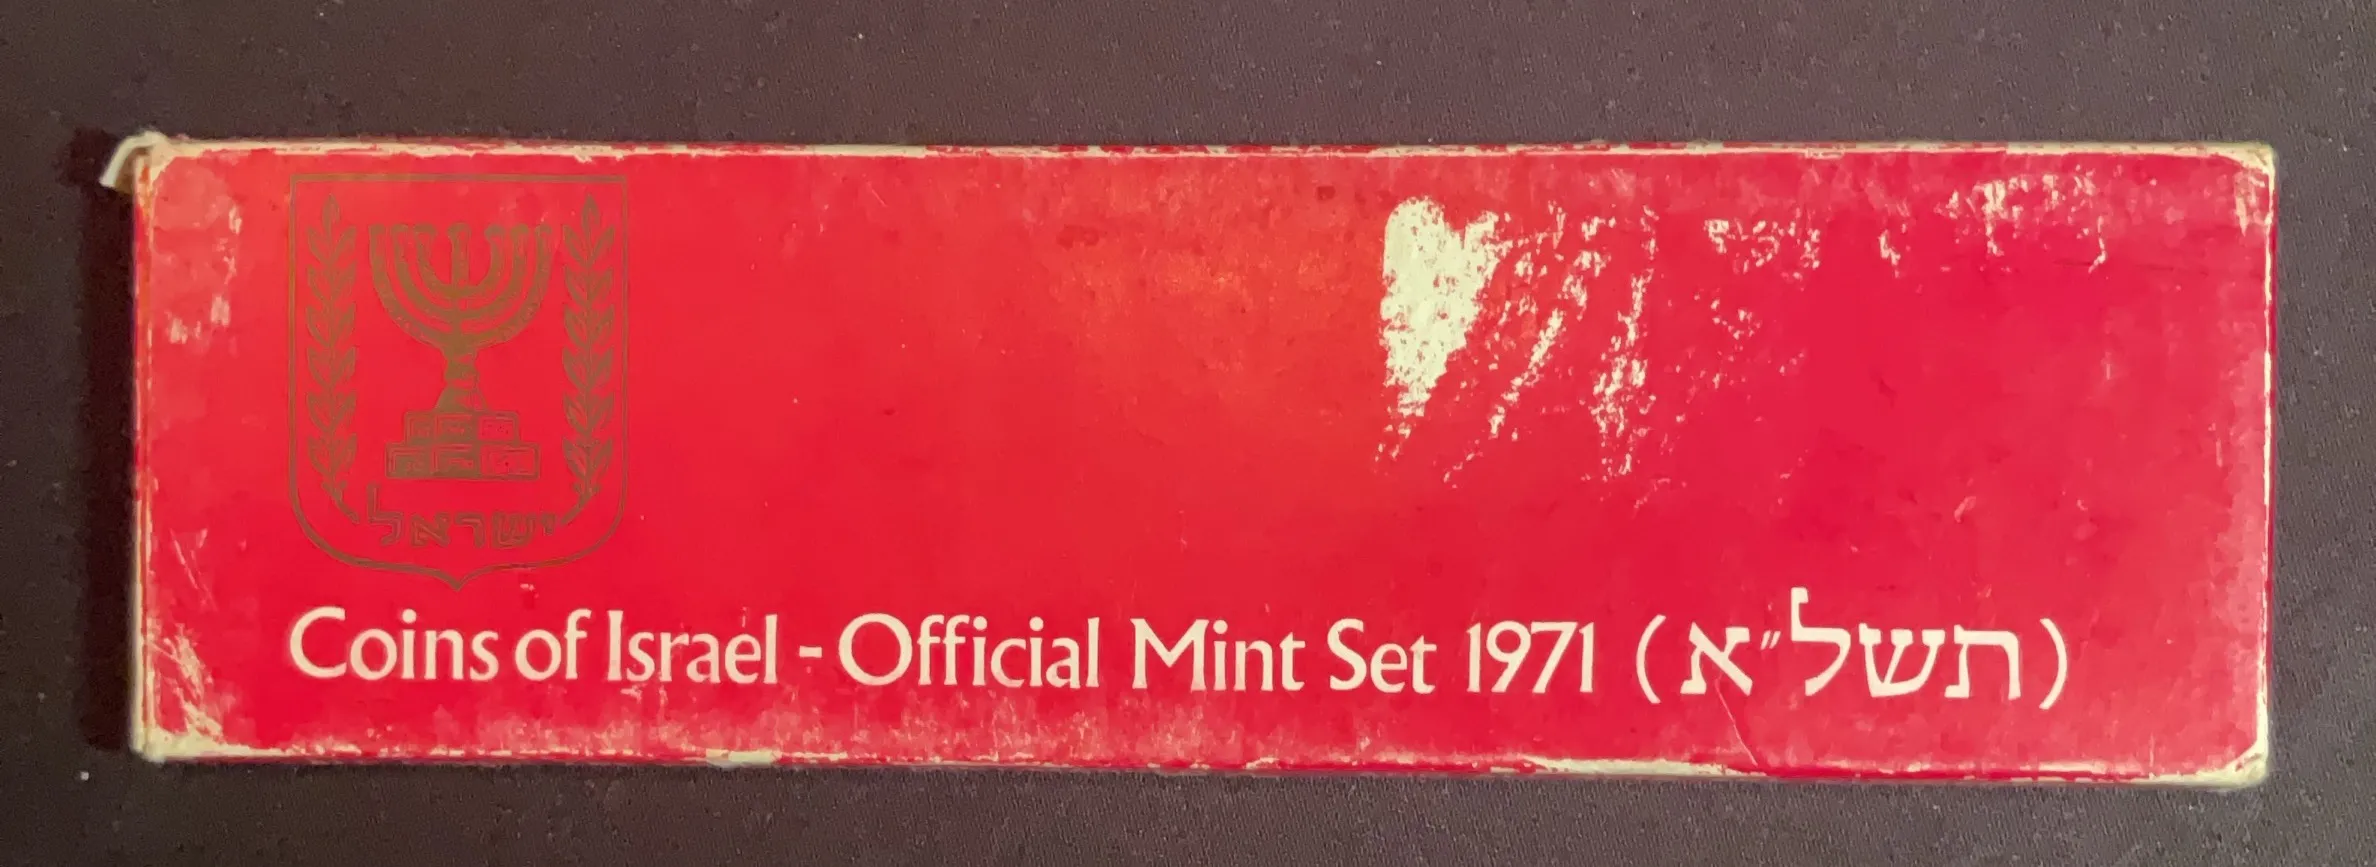 ישראל
Coins of Israel - Official Mint Set 1971 (תשל"א)